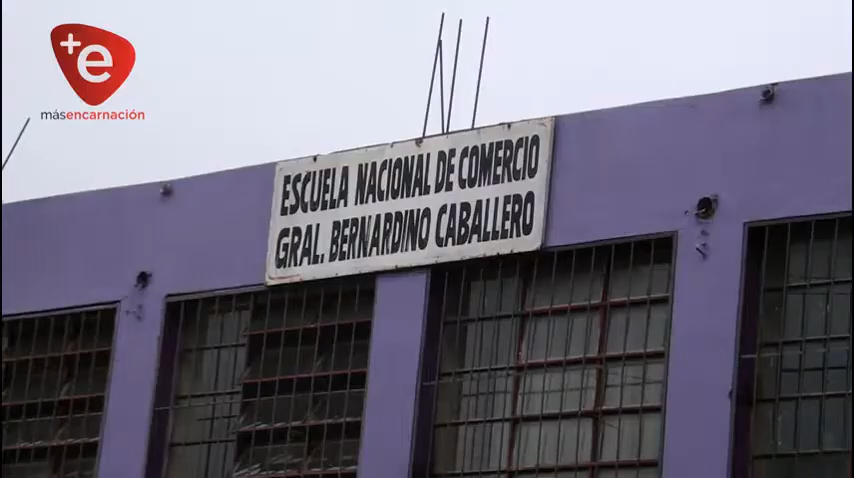 +e
másencarnación
ESCUELA NACIONAL DE COMERCIO
GRAL. BERNARDINO CABALLERO